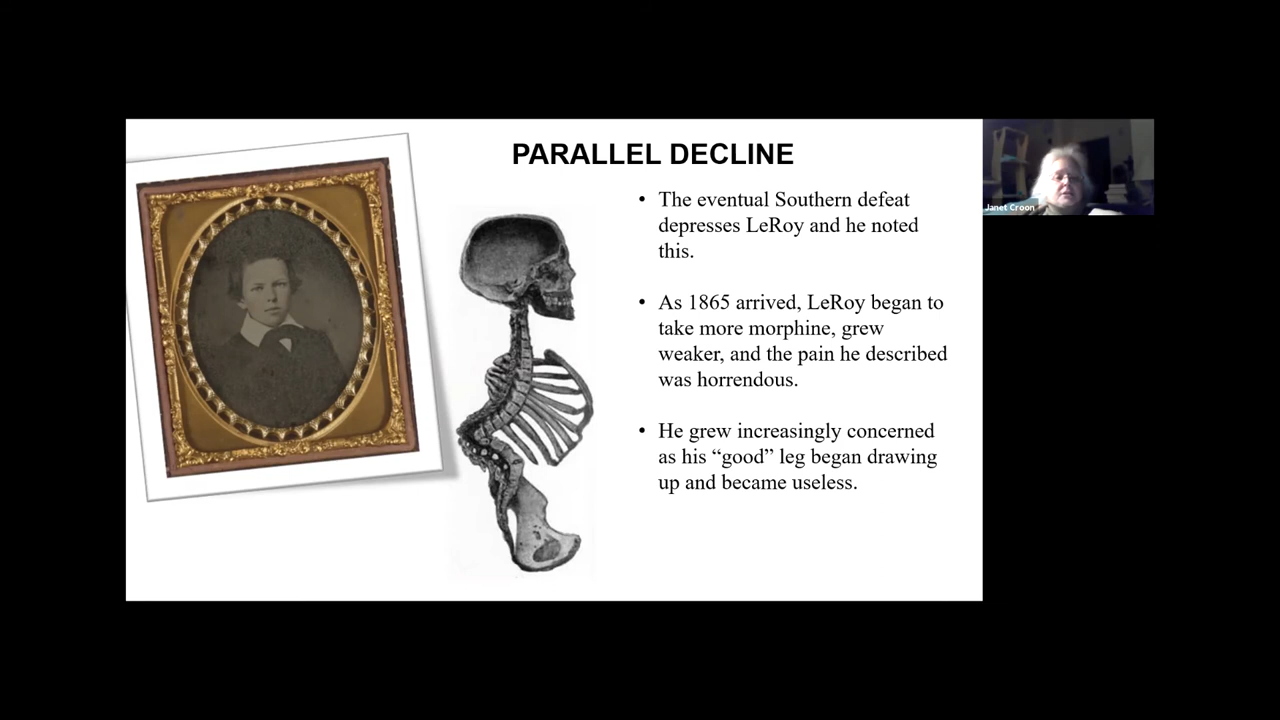 PARALLEL DECLINE
• The eventual Southern defeat
depresses LeRoy and he noted
this.
• As 1865 arrived, LeRoy began to
take more morphine, grew
weaker, and the pain he described
was horrendous.
• He grew increasingly concerned
as his “good” leg began drawing
up and became useless.
Janet Croon